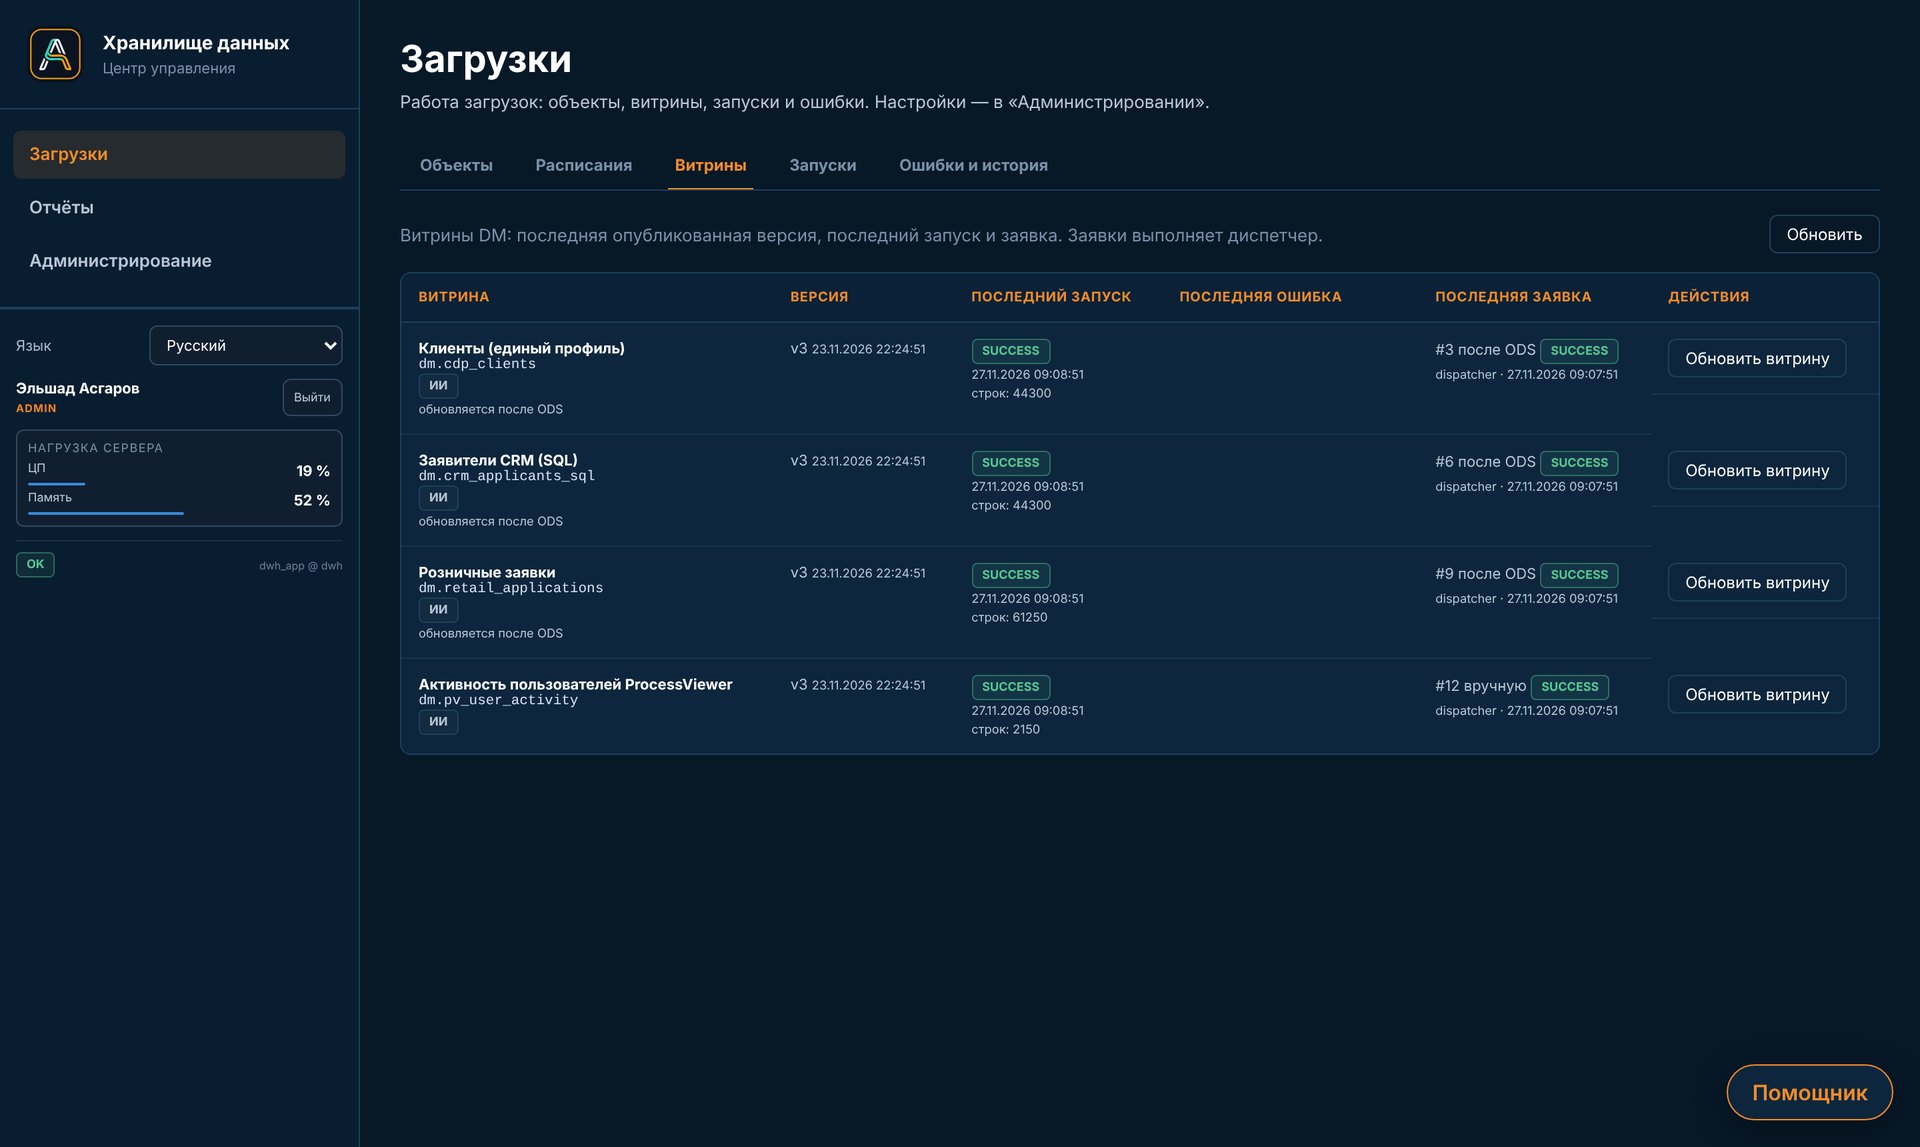 Хранилище данных
Центр управления
Загрузки
Отчёты
Администрирование
Язык
Русский
Эльшад Асгаров
ADMIN
Выйти
НАГРУЗКА СЕРВЕРА
ЦП
19 %
Память
52 %
OK
dwh_app @ dwh
Загрузки
Работа загрузок: объекты, витрины, запуски и ошибки. Настройки — в «Администрировании».
Объекты Расписания Витрины Запуски Ошибки и история
Витрины DM: последняя опубликованная версия, последний запуск и заявка. Заявки выполняет диспетчер.
Обновить
ВИТРИНА ВЕРСИЯ ПОСЛЕДНИЙ ЗАПУСК ПОСЛЕДНЯЯ ОШИБКА ПОСЛЕДНЯЯ ЗАЯВКА ДЕЙСТВИЯ
Клиенты (единый профиль)
dm.cdp_clients
ИИ
обновляется после ODS
v3 23.11.2026 22:24:51
SUCCESS
27.11.2026 09:08:51
строк: 44300
#3 после ODS SUCCESS
dispatcher · 27.11.2026 09:07:51
Обновить витрину
Заявители CRM (SQL)
dm.crm_applicants_sql
ИИ
обновляется после ODS
v3 23.11.2026 22:24:51
SUCCESS
27.11.2026 09:08:51
строк: 44300
#6 после ODS SUCCESS
dispatcher · 27.11.2026 09:07:51
Обновить витрину
Розничные заявки
dm.retail_applications
ИИ
обновляется после ODS
v3 23.11.2026 22:24:51
SUCCESS
27.11.2026 09:08:51
строк: 61250
#9 после ODS SUCCESS
dispatcher · 27.11.2026 09:07:51
Обновить витрину
Активность пользователей ProcessViewer
dm.pv_user_activity
ИИ
v3 23.11.2026 22:24:51
SUCCESS
27.11.2026 09:08:51
строк: 2150
#12 вручную SUCCESS
dispatcher · 27.11.2026 09:07:51
Обновить витрину
Помощник